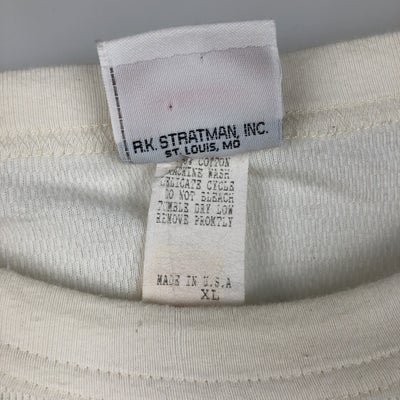 R.K. STRATMAN, INC.
ST. LOUIS, MO
COTTON
MACHINE WASH
DELICATE CYCLE
DO NOT BLEACH
TUMBLE DRY LOW
REMOVE PROMTLY
MADE IN U.S.A
XL